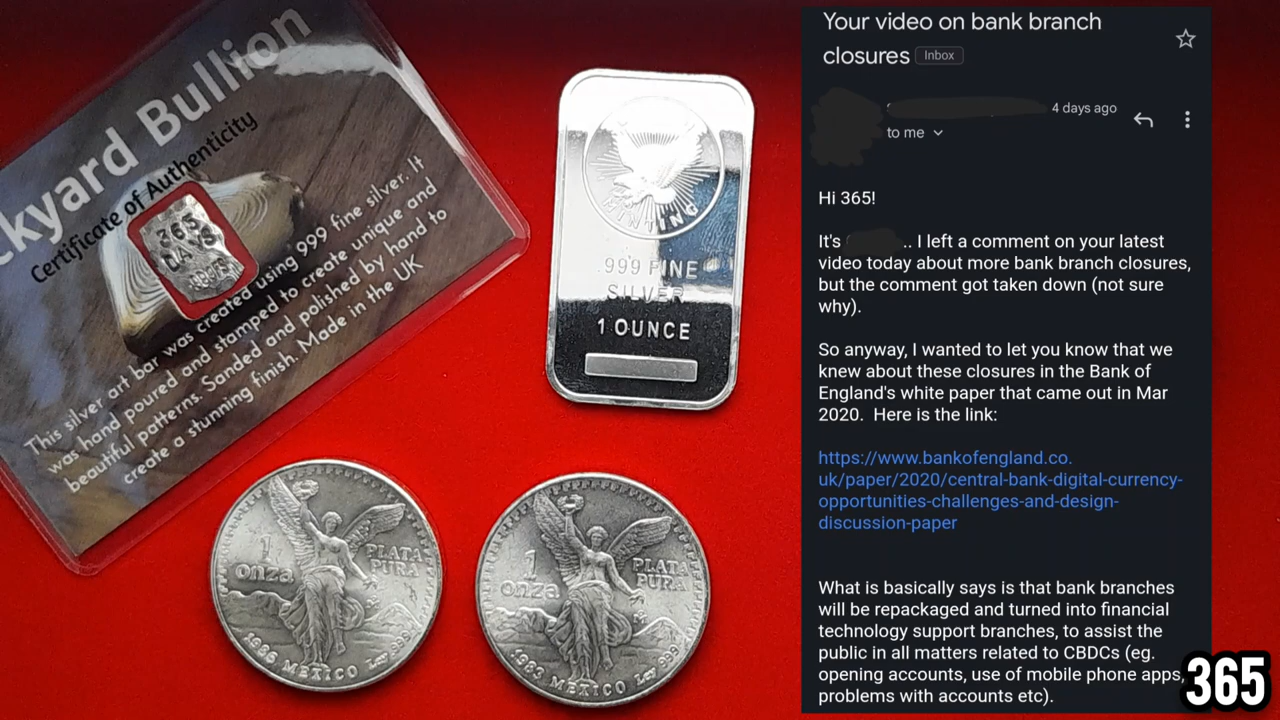 ckyard Bullion
Certificate of Authenticity
365
DAYS
This silver art bar was created using 999 fine silver. It
was hand poured and stamped to create unique and
beautiful patterns. Sanded and polished by hand to
create a stunning finish. Made in the UK
MINTING
.999 FINE
SILVER
1 OUNCE
1
onza
PLATA
PURA
1986 MEXICO Ley .999
1
onza
PLATA
PURA
1983 MEXICO Ley .999
Your video on bank branch
closures Inbox
4 days ago
to me
Hi 365!
It's .. I left a comment on your latest
video today about more bank branch closures,
but the comment got taken down (not sure
why).
So anyway, I wanted to let you know that we
knew about these closures in the Bank of
England's white paper that came out in Mar
2020. Here is the link:
https://www.bankofengland.co.
uk/paper/2020/central-bank-digital-currency-
opportunities-challenges-and-design-
discussion-paper
What is basically says is that bank branches
will be repackaged and turned into financial
technology support branches, to assist the
public in all matters related to CBDCs (eg.
opening accounts, use of mobile phone apps,
problems with accounts etc).
365